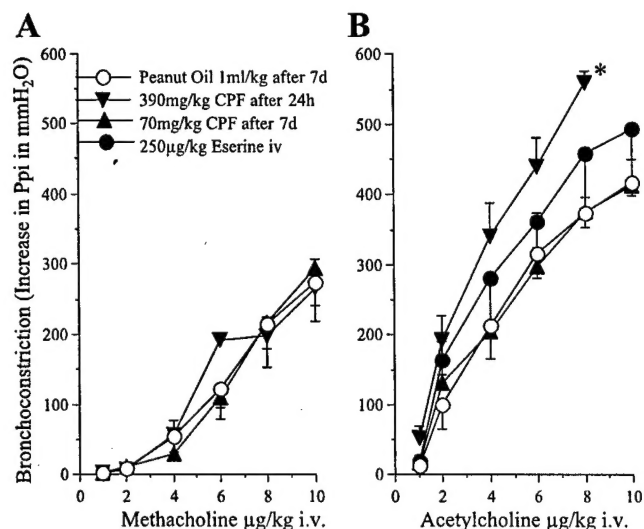 A
B
Bronchoconstriction (Increase in Ppi in mmH2O)
Peanut Oil 1ml/kg after 7d
390mg/kg CPF after 24h
70mg/kg CPF after 7d
250µg/kg Eserine iv
600
500
400
300
200
100
0
0 2 4 6 8 10
Methacholine µg/kg i.v.
*
600
500
400
300
200
100
0
0 2 4 6 8 10
Acetylcholine µg/kg i.v.